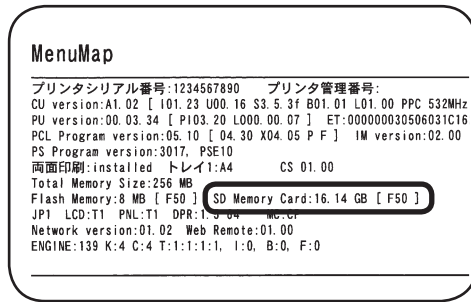 MenuMap
プリンタシリアル番号:1234567890 プリンタ管理番号:
CU version:A1.02 [ I01.23 U00.16 S3.5.3f B01.01 L01.00 PPC 532MHz
PU version:00.03.34 [ PI03.20 L000.00.07 ] ET:000000030506031C16
PCL Program version:05.10 [ 04.30 X04.05 P F ] IM version:02.00
PS Program version:3017, PSE10
両面印刷:installed トレイ1:A4 CS 01.00
Total Memory Size:256 MB
Flash Memory:8 MB [ F50 ] SD Memory Card:16.14 GB [ F50 ]
JP1 LCD:T1 PNL:T1
Network version:01.02 Web Remote:01.00
ENGINE:139 K:4 C:4 T:1:1:1:1, I:0, B:0, F:0